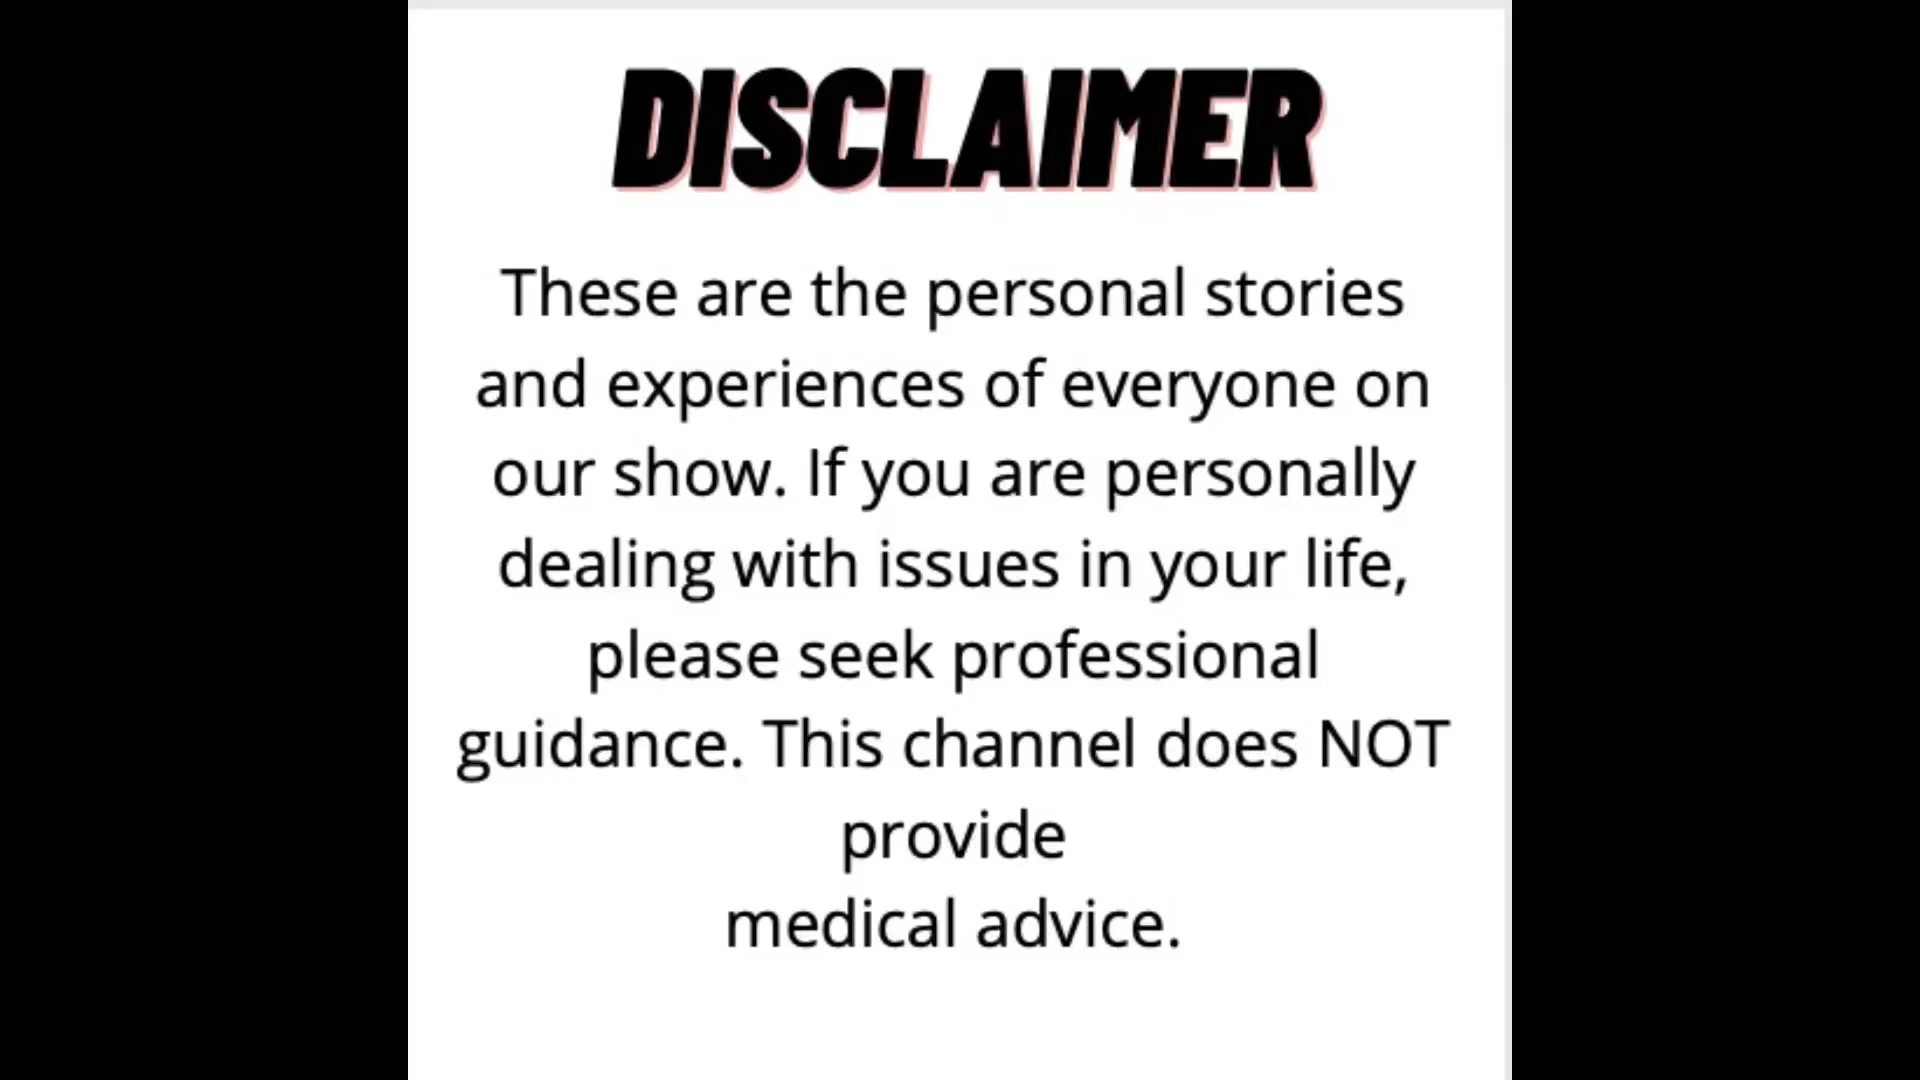 DISCLAIMER
These are the personal stories
and experiences of everyone on
our show. If you are personally
dealing with issues in your life,
please seek professional
guidance. This channel does NOT
provide
medical advice.